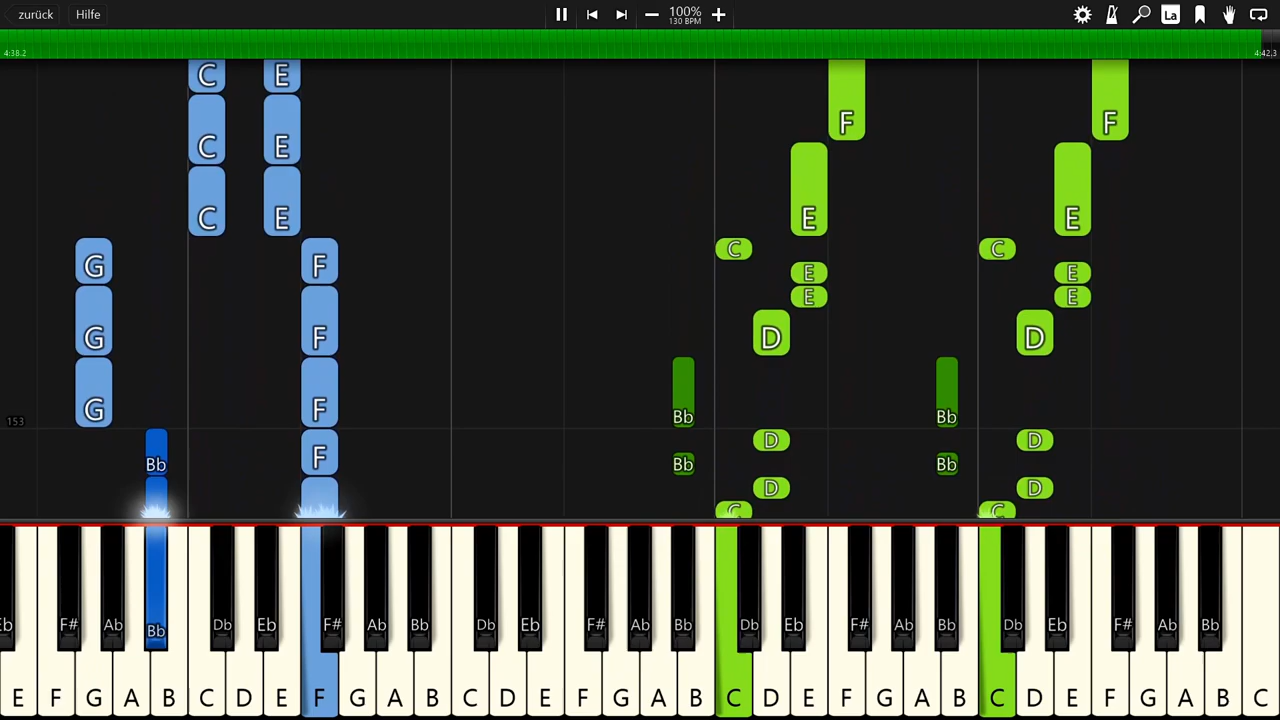 zurück Hilfe 100% La
130 BPM
4:38.2 4:42.3
C E
F F
C E
E E
C E
C C
G F
E E
E E
G F D D
G F Bb Bb
153
D D
F
Bb Bb Bb
D D
C C
Eb F# Ab Bb Db Eb F# Ab Bb Db Eb F# Ab Bb Db Eb F# Ab Bb Db Eb F# Ab Bb
E F G A B C D E F G A B C D E F G A B C D E F G A B C D E F G A B C